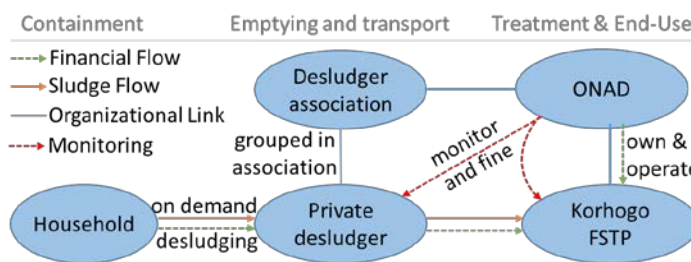 Containment
Emptying and transport
Treatment & End-Use
Financial Flow
Sludge Flow
Organizational Link
Monitoring
Desludger
association
ONAD
grouped in
association
monitor
and fine
own &
operate
Household
on demand
desludging
Private
desludger
Korhogo
FSTP